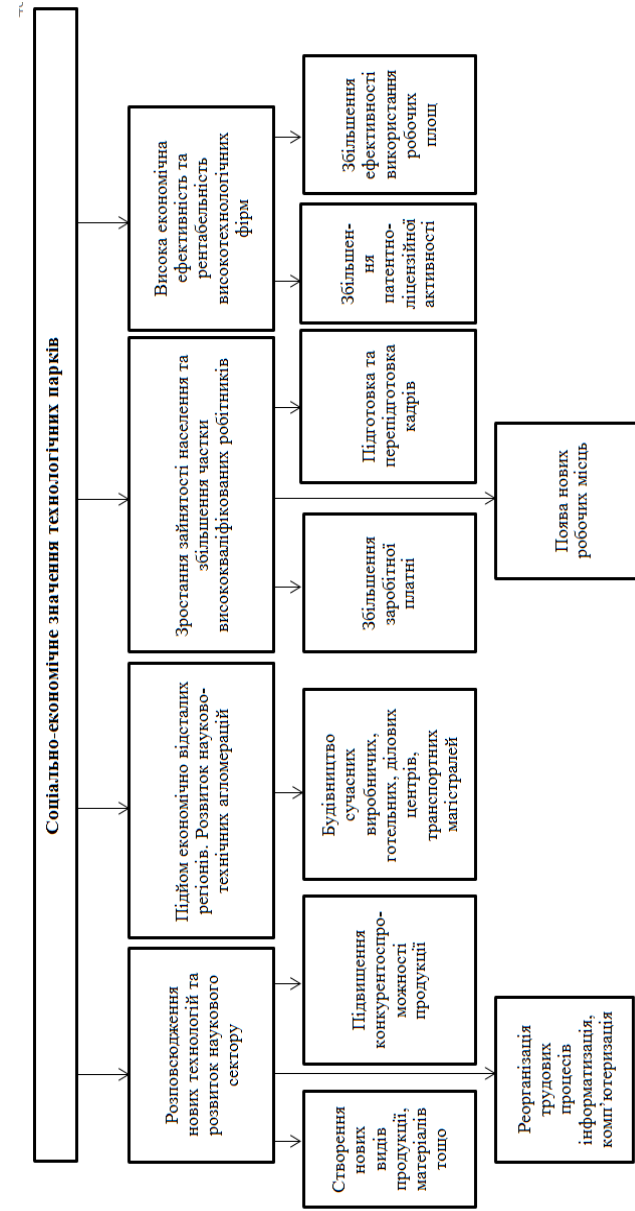 Соціально-економічне значення технологічних парків
Розповсюдження
нових технологій та
розвиток наукового
сектору
Підйом економічно відсталих
регіонів. Розвиток науково-
технічних агломерацій
Зростання зайнятості населення та
збільшення частки
висококваліфікованих робітників
Висока економічна
ефективність та
рентабельність
високотехнологічних
фірм
Створення
нових
видів
продукції,
матеріалів
тощо
Підвищення
конкурентоспро-
можності
продукції
Будівництво
сучасних
виробничих,
готельних, ділових
центрів,
транспортних
магістралей
Збільшення
заробітної
платні
Підготовка та
перепідготовка
кадрів
Збільшен-
ня
патентно-
ліцензійної
активності
Збільшення
ефективності
використання
робочих
площ
Реорганізація
трудових
процесів
інформатизація,
комп’ютеризація
Поява нових
робочих місць